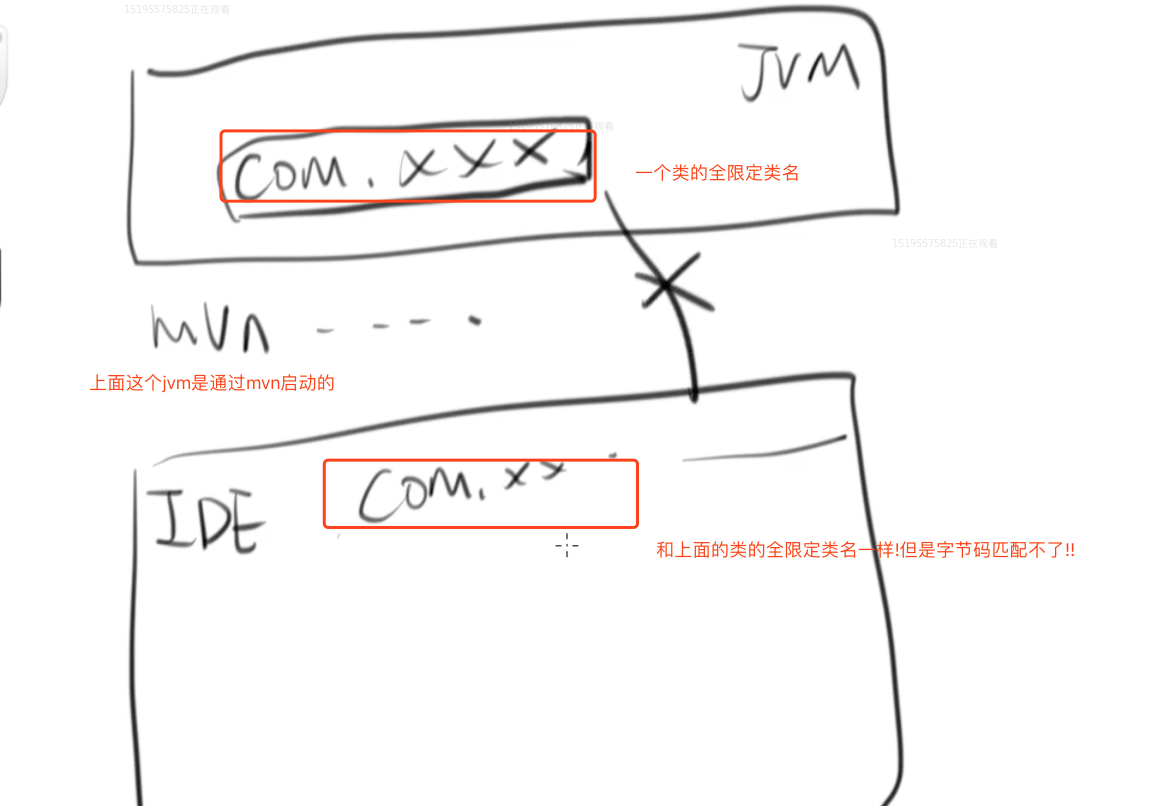 15195575825正在观看
JVM
com.xxx
一个类的全限定类名
15195575825正在观看
mvn ---- .
上面这个jvm是通过mvn启动的
IDE com.xx
和上面的类的全限定类名一样!但是字节码匹配不了!!